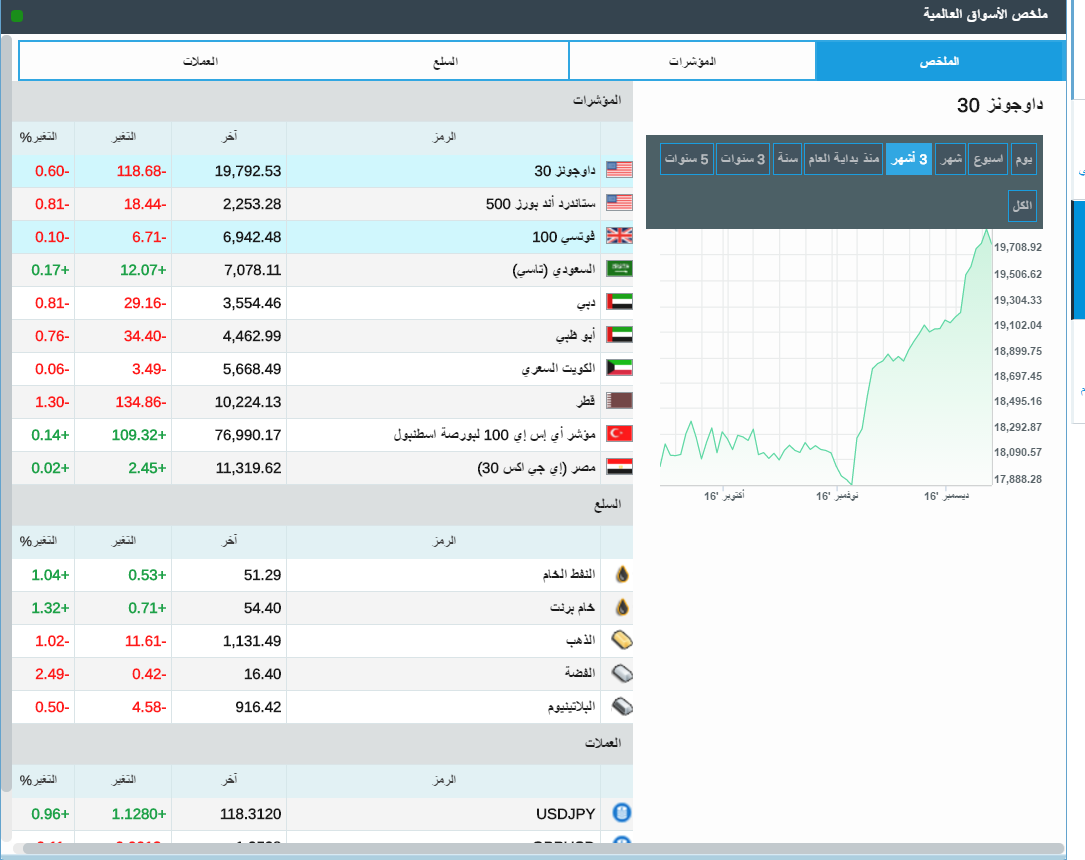 ملخص الأسواق العالمية
الملخص المؤشرات السلع العملات
داوجونز 30
يوم اسبوع شهر 3 أشهر منذ بداية العام سنة 3 سنوات 5 سنوات
الكل
19,708.92
19,506.62
19,304.33
19,102.04
18,899.75
18,697.45
18,495.16
18,292.87
18,090.57
17,888.28
أكتوبر '16 نوفمبر '16 ديسمبر '16
المؤشرات
الرمز آخر التغير التغير%
داوجونز 30 19,792.53 118.68- 0.60-
ستاندرد أند بورز 500 2,253.28 18.44- 0.81-
فوتسي 100 6,942.48 6.71- 0.10-
السعودي (تاسي) 7,078.11 12.07+ 0.17+
دبي 3,554.46 29.16- 0.81-
أبو ظبي 4,462.99 34.40- 0.76-
الكويت السعري 5,668.49 3.49- 0.06-
قطر 10,224.13 134.86- 1.30-
مؤشر أي إس إي 100 لبورصة اسطنبول 76,990.17 109.32+ 0.14+
مصر (إي جي اكس 30) 11,319.62 2.45+ 0.02+
السلع
الرمز آخر التغير التغير%
النفط الخام 51.29 0.53+ 1.04+
خام برنت 54.40 0.71+ 1.32+
الذهب 1,131.49 11.61- 1.02-
الفضة 16.40 0.42- 2.49-
البلاتينيوم 916.42 4.58- 0.50-
العملات
الرمز آخر التغير التغير%
USDJPY 118.3120 1.1280+ 0.96+